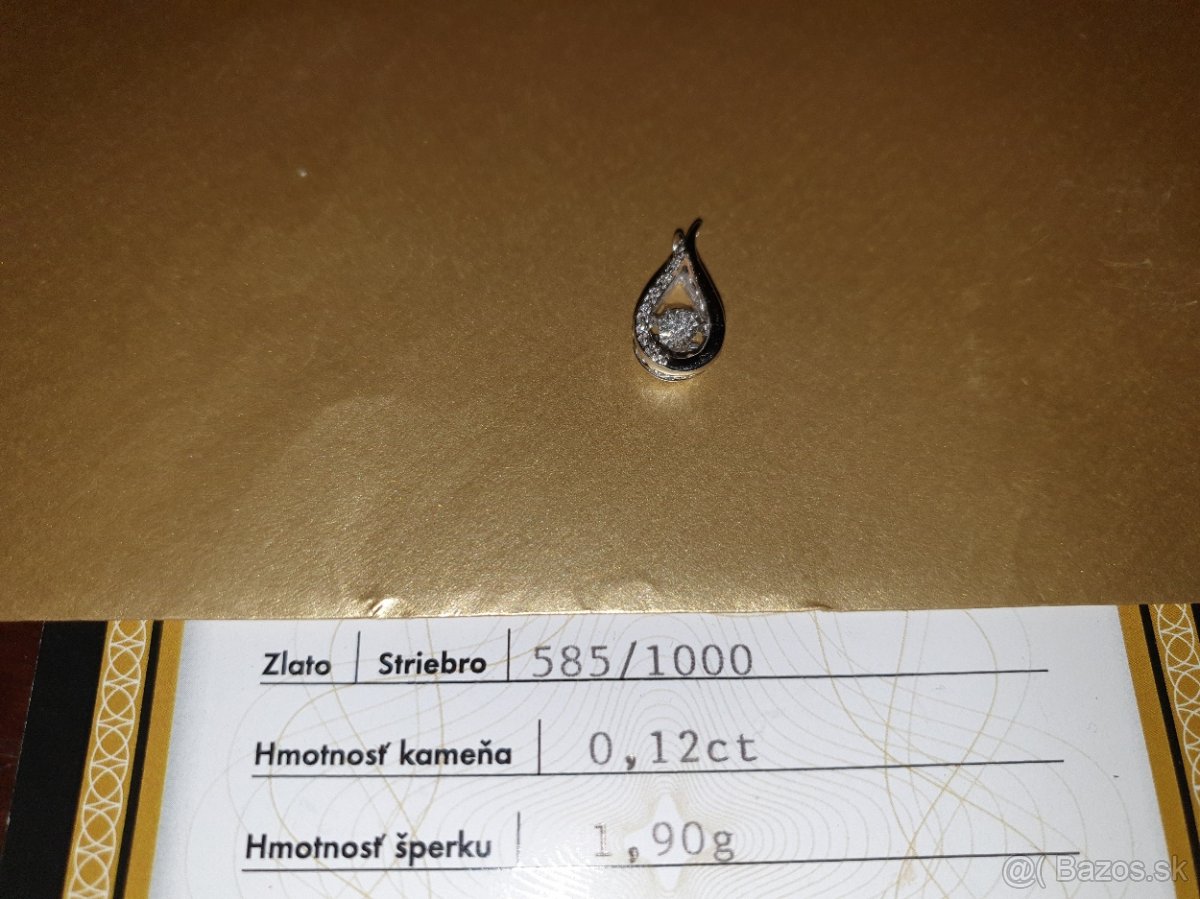 Zlato | Striebro | 585/1000
Hmotnosť kameňa | 0,12ct
Hmotnosť šperku | 1,90g
@( Bazos.sk